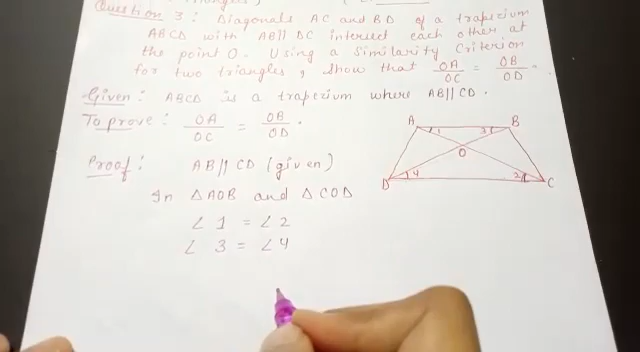 Question 3 : Diagonals AC and BD of a trapezium
ABCD with AB || DC intersect each other at
the point O. Using a Similarity Criterion
for two triangles, show that OA/OC = OB/OD .
Given : ABCD is a trapezium where AB || CD .
To prove : OA/OC = OB/OD .
Proof : AB || CD (given)
In △AOB and △COD
∠1 = ∠2
∠3 = ∠4
A 1 3 B
O
D 4 2 C